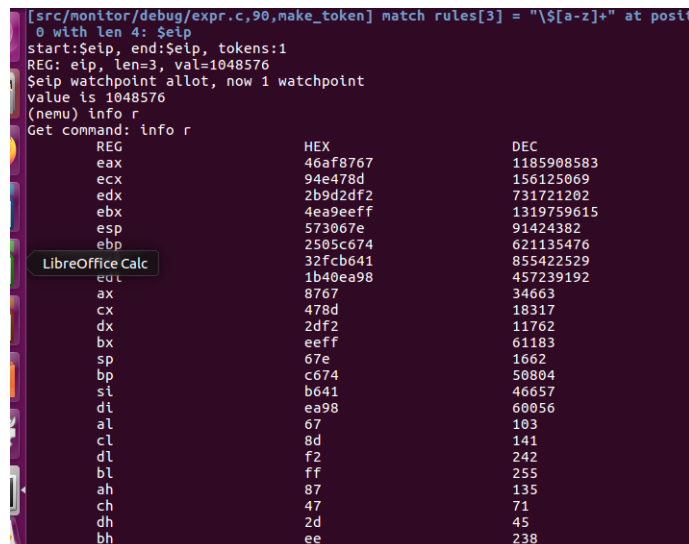 [src/monitor/debug/expr.c,90,make_token] match rules[3] = "\$[a-z]+" at posit
0 with len 4: $eip
start:$eip, end:$eip, tokens:1
REG: eip, len=3, val=1048576
$eip watchpoint allot, now 1 watchpoint
value is 1048576
(nemu) info r
Get command: info r
REG HEX DEC
eax 46af8767 1185908583
ecx 94e478d 156125069
edx 2b9d2df2 731721202
ebx 4ea9eeff 1319759615
esp 573067e 91424382
ebp 2505c674 621135476
LibreOffice Calc 32fcb641 855422529
edi 1b40ea98 457239192
ax 8767 34663
cx 478d 18317
dx 2df2 11762
bx eeff 61183
sp 67e 1662
bp c674 50804
si b641 46657
di ea98 60056
al 67 103
cl 8d 141
dl f2 242
bl ff 255
ah 87 135
ch 47 71
dh 2d 45
bh ee 238